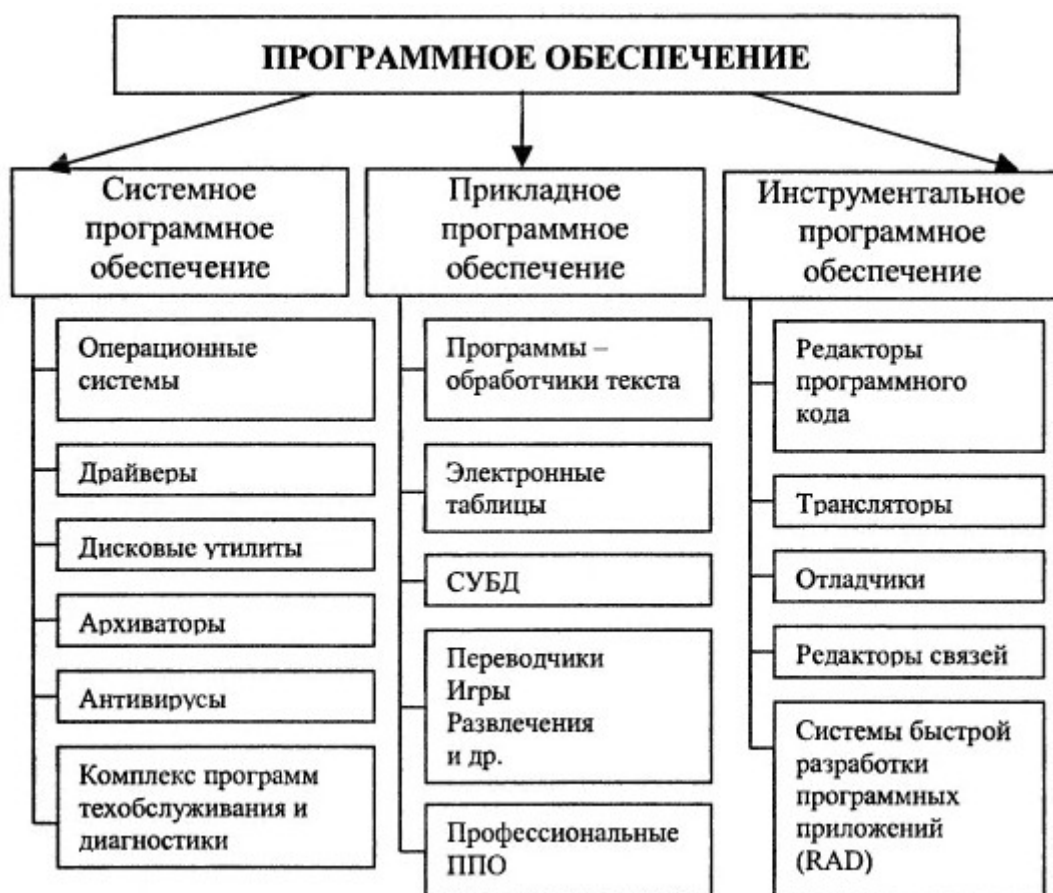 ПРОГРАММНОЕ ОБЕСПЕЧЕНИЕ
Системное
программное
обеспечение
Операционные
системы
Драйверы
Дисковые утилиты
Архиваторы
Антивирусы
Комплекс программ
техобслуживания и
диагностики
Прикладное
программное
обеспечение
Программы –
обработчики текста
Электронные
таблицы
СУБД
Переводчики
Игры
Развлечения
и др.
Профессиональные
ППО
Инструментальное
программное
обеспечение
Редакторы
программного
кода
Трансляторы
Отладчики
Редакторы связей
Системы быстрой
разработки
программных
приложений
(RAD)